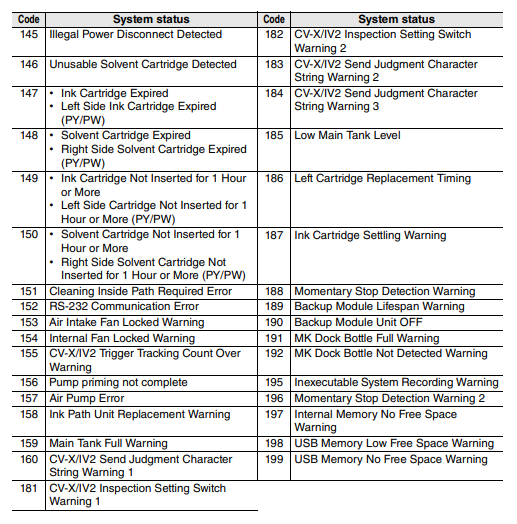 Code System status
145 Illegal Power Disconnect Detected
146 Unusable Solvent Cartridge Detected
147 • Ink Cartridge Expired
• Left Side Ink Cartridge Expired
(PY/PW)
148 • Solvent Cartridge Expired
• Right Side Solvent Cartridge Expired
(PY/PW)
149 • Ink Cartridge Not Inserted for 1 Hour
or More
• Left Side Cartridge Not Inserted for 1
Hour or More (PY/PW)
150 • Solvent Cartridge Not Inserted for 1
Hour or More
• Right Side Solvent Cartridge Not
Inserted for 1 Hour or More (PY/PW)
151 Cleaning Inside Path Required Error
152 RS-232 Communication Error
153 Air Intake Fan Locked Warning
154 Internal Fan Locked Warning
155 CV-X/IV2 Trigger Tracking Count Over
Warning
156 Pump priming not complete
157 Air Pump Error
158 Ink Path Unit Replacement Warning
159 Main Tank Full Warning
160 CV-X/IV2 Send Judgment Character
String Warning 1
181 CV-X/IV2 Inspection Setting Switch
Warning 1
Code System status
182 CV-X/IV2 Inspection Setting Switch
Warning 2
183 CV-X/IV2 Send Judgment Character
String Warning 2
184 CV-X/IV2 Send Judgment Character
String Warning 3
185 Low Main Tank Level
186 Left Cartridge Replacement Timing
187 Ink Cartridge Settling Warning
188 Momentary Stop Detection Warning
189 Backup Module Lifespan Warning
190 Backup Module Unit OFF
191 MK Dock Bottle Full Warning
192 MK Dock Bottle Not Detected Warning
195 Inexecutable System Recording Warning
196 Momentary Stop Detection Warning 2
197 Internal Memory No Free Space
Warning
198 USB Memory Low Free Space Warning
199 USB Memory No Free Space Warning